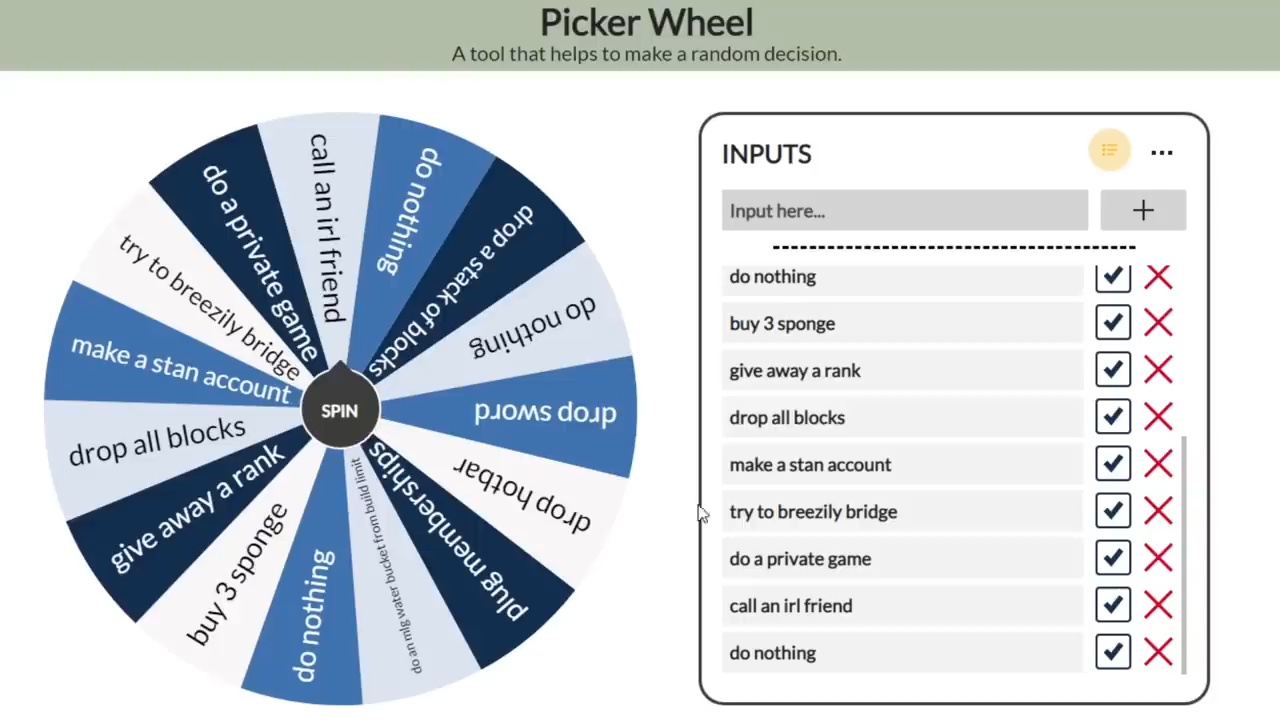 Picker Wheel
A tool that helps to make a random decision.
call an irl friend
do nothing
drop a stack of blocks
do nothing
drop sword
drop hotbar
plug memberships
do an mlg water bucket from build limit
do nothing
buy 3 sponge
give away a rank
drop all blocks
make a stan account
try to breezily bridge
do a private game
SPIN
INPUTS
Input here...
do nothing
buy 3 sponge
give away a rank
drop all blocks
make a stan account
try to breezily bridge
do a private game
call an irl friend
do nothing